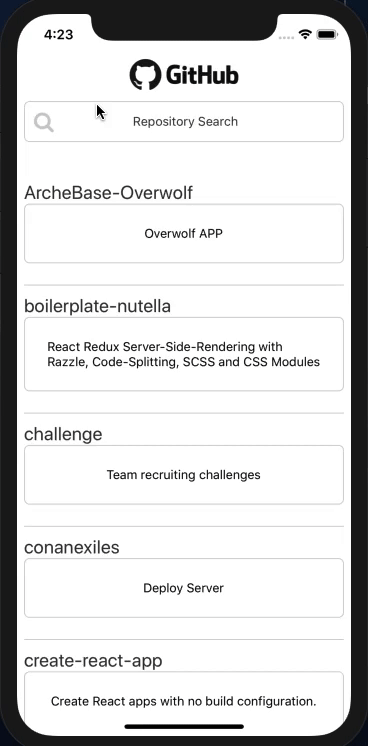 4:23
GitHub
Repository Search
ArcheBase-Overwolf
Overwolf APP
boilerplate-nutella
React Redux Server-Side-Rendering with
Razzle, Code-Splitting, SCSS and CSS Modules
challenge
Team recruiting challenges
conanexiles
Deploy Server
create-react-app
Create React apps with no build configuration.